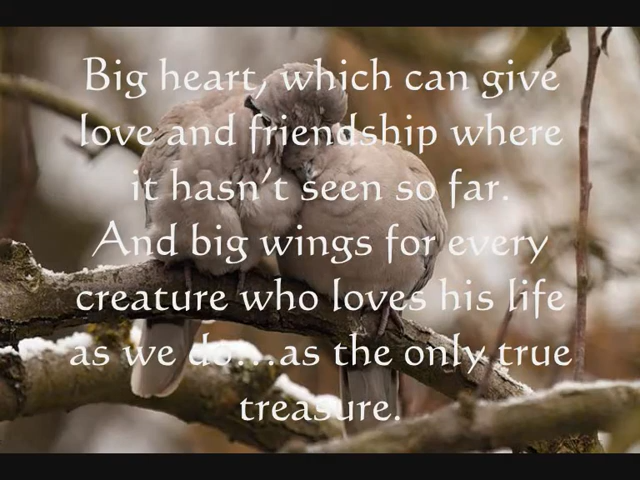 Big heart, which can give
love and friendship where
it hasn't seen so far.
And big wings for every
creature who loves his life
as we do...as the only true
treasure.